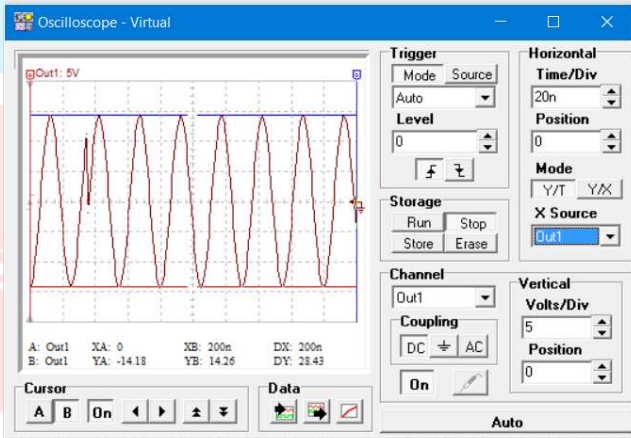 Oscilloscope - Virtual
Out1: 5V
A: Out1 XA: 0 XB: 200n DX: 200n
B: Out1 YA: -14.18 YB: 14.26 DY: 28.43
Cursor
A B On
Data
Trigger
Mode Source
Auto
Level
0
Storage
Run Stop
Store Erase
Channel
Out1
Coupling
DC AC
On
Horizontal
Time/Div
20n
Position
0
Mode
Y/T Y/X
X Source
Out1
Vertical
Volts/Div
5
Position
0
Auto